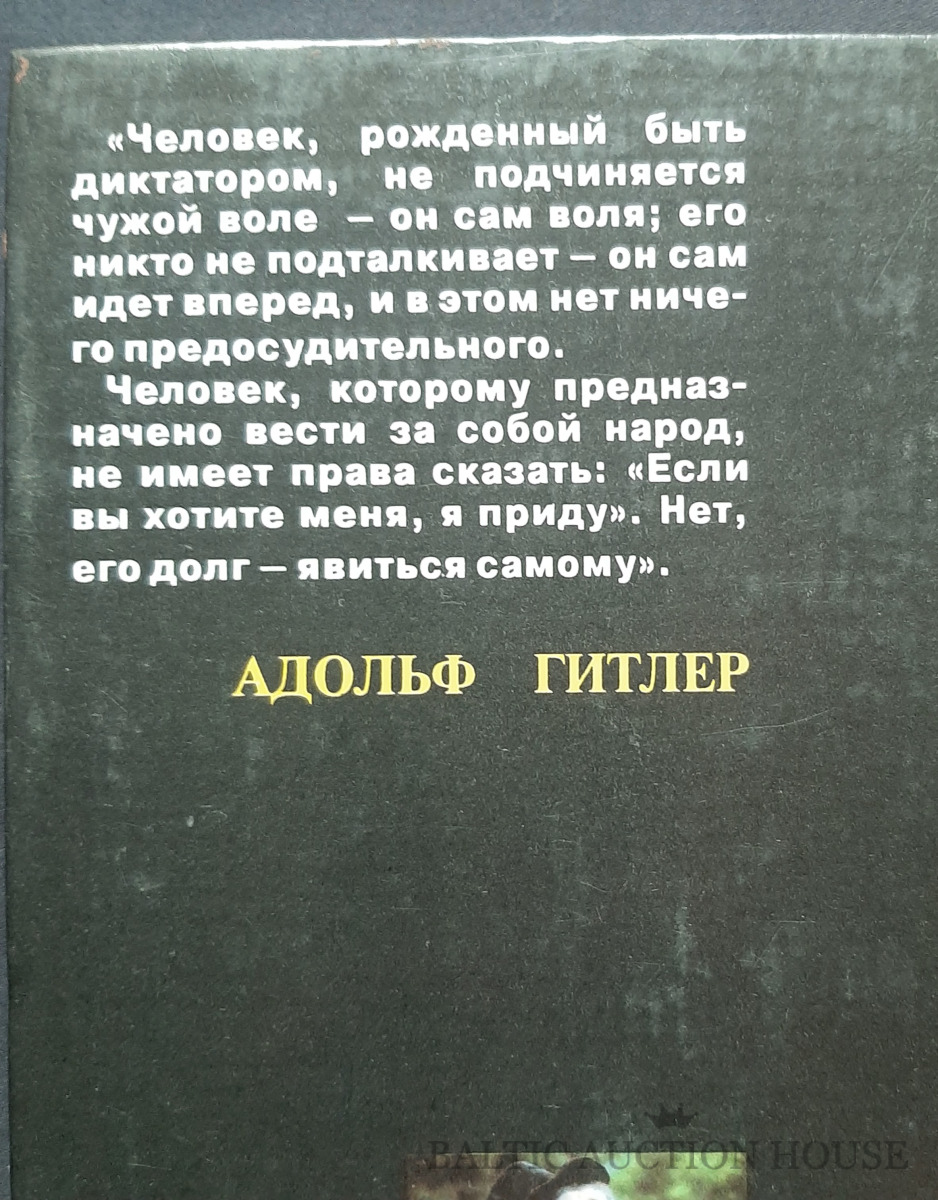 «Человек, рожденный быть
диктатором, не подчиняется
чужой воле – он сам воля; его
никто не подталкивает – он сам
идет вперед, и в этом нет ниче-
го предосудительного.
Человек, которому предназ-
начено вести за собой народ,
не имеет права сказать: «Если
вы хотите меня, я приду». Нет,
его долг – явиться самому».
АДОЛЬФ ГИТЛЕР
BALTIC AUCTION HOUSE